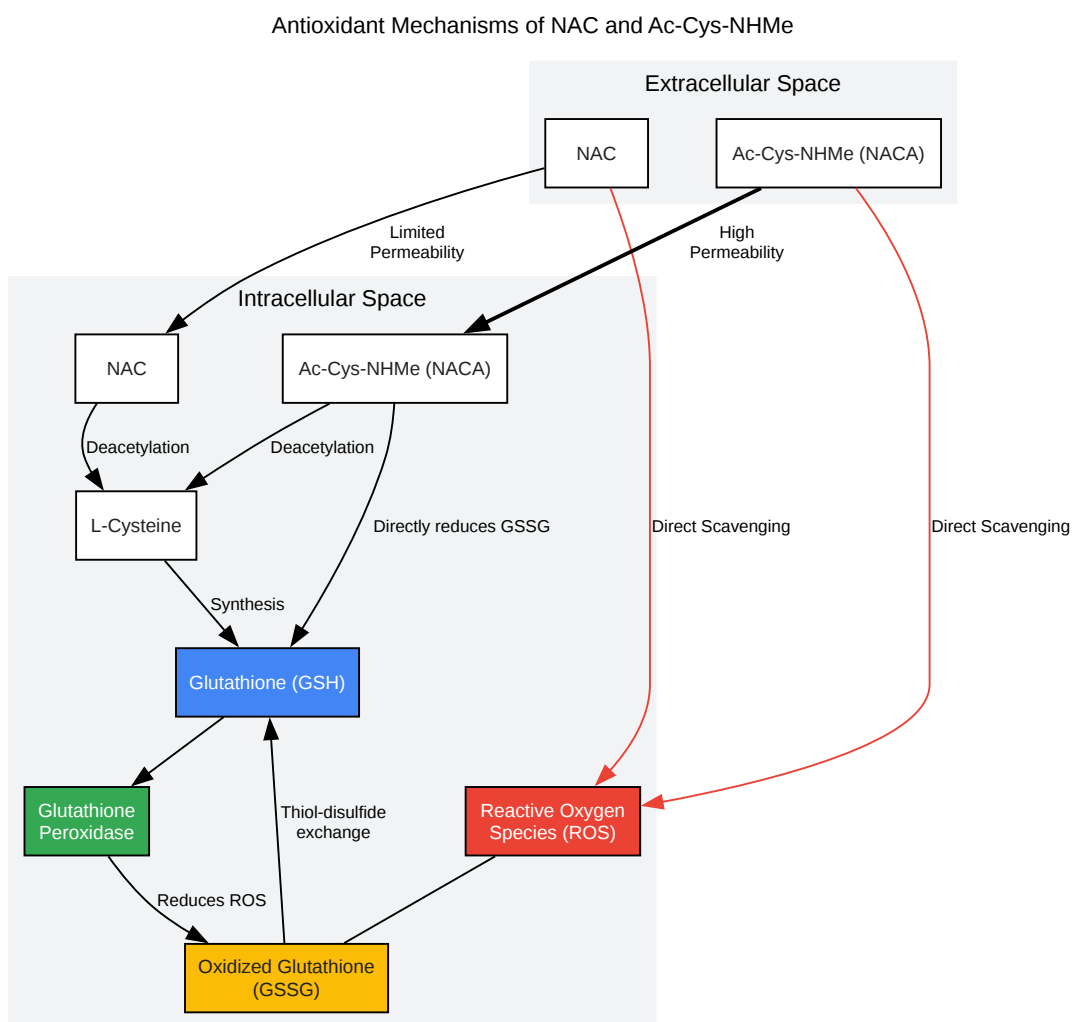 Antioxidant Mechanisms of NAC and Ac-Cys-NHMe
Extracellular Space
NAC
Ac-Cys-NHMe (NACA)
Limited
Permeability
High
Permeability
Intracellular Space
NAC
Ac-Cys-NHMe (NACA)
Deacetylation
Deacetylation
L-Cysteine
Directly reduces GSSG
Direct Scavenging
Direct Scavenging
Synthesis
Glutathione (GSH)
Glutathione
Peroxidase
Thiol-disulfide
exchange
Reactive Oxygen
Species (ROS)
Reduces ROS
Oxidized Glutathione
(GSSG)